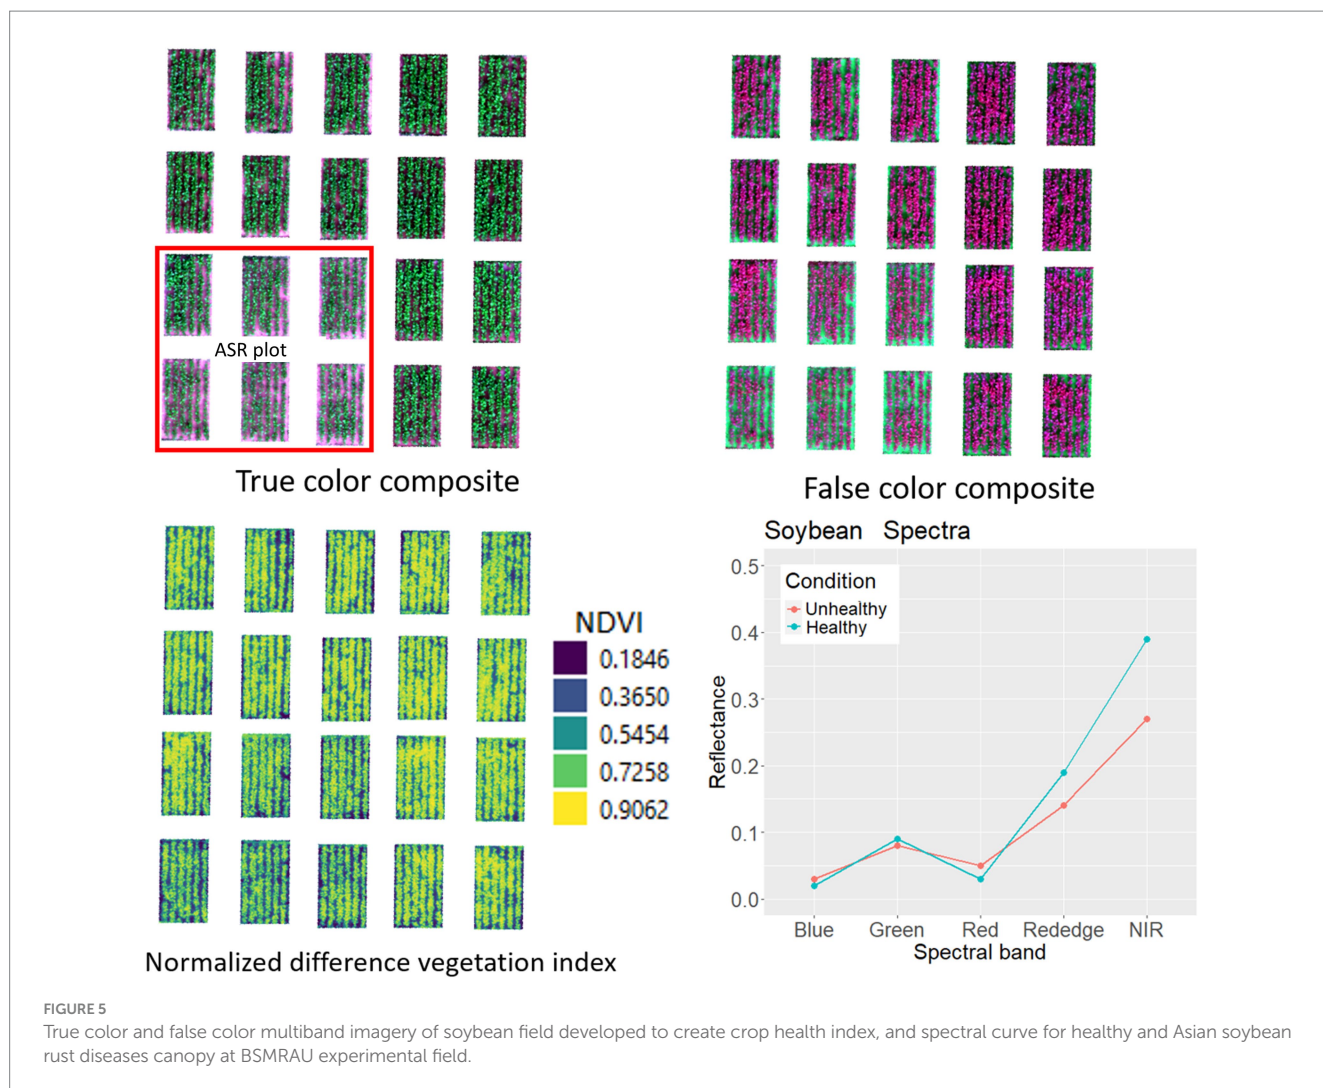 ASR plot
True color composite
False color composite
NDVI
0.1846
0.3650
0.5454
0.7258
0.9062
Normalized difference vegetation index
Soybean Spectra
Condition
Unhealthy
Healthy
Reflectance
0.5
0.4
0.3
0.2
0.1
0.0
Blue Green Red Rededge NIR
Spectral band
FIGURE 5
True color and false color multiband imagery of soybean field developed to create crop health index, and spectral curve for healthy and Asian soybean
rust diseases canopy at BSMRAU experimental field.